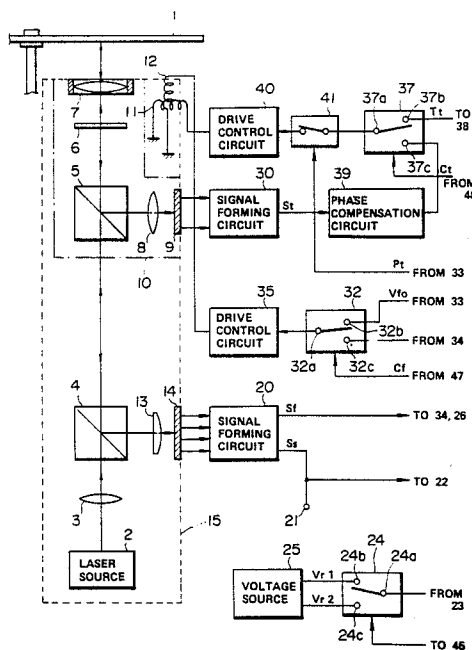 1
12
7
11
6
5
8
9
10
40
DRIVE CONTROL CIRCUIT
41
37
37a
37b
37c
Tt
TO 38
Ct
30
SIGNAL FORMING CIRCUIT
St
39
PHASE COMPENSATION CIRCUIT
Pt
FROM 33
35
DRIVE CONTROL CIRCUIT
32
32a
32b
32c
Vfo
FROM 33
FROM 34
Cf
FROM 47
4
13
14
20
SIGNAL FORMING CIRCUIT
Sf
TO 34, 26
Ss
TO 22
21
3
2
LASER SOURCE
15
25
VOLTAGE SOURCE
Vr 1
Vr 2
24
24a
24b
24c
FROM 23
TO 46
FROM